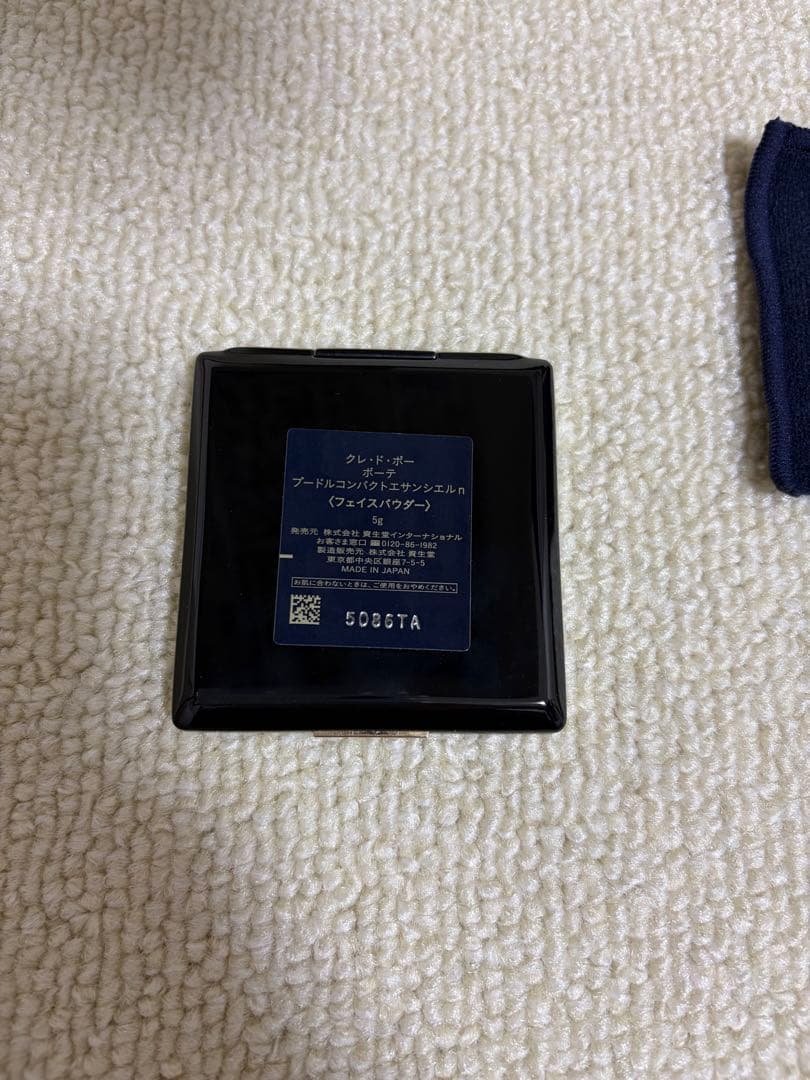 クレ・ド・ポー
ボーテ
プードルコンパクトエサンシエルn
〈フェイスパウダー〉
5g
発売元 株式会社 資生堂インターナショナル
お客さま窓口 ☎0120-86-1982
製造販売元 株式会社 資生堂
東京都中央区銀座7-5-5
MADE IN JAPAN
お肌に合わないときは、ご使用をおやめください。
5086TA